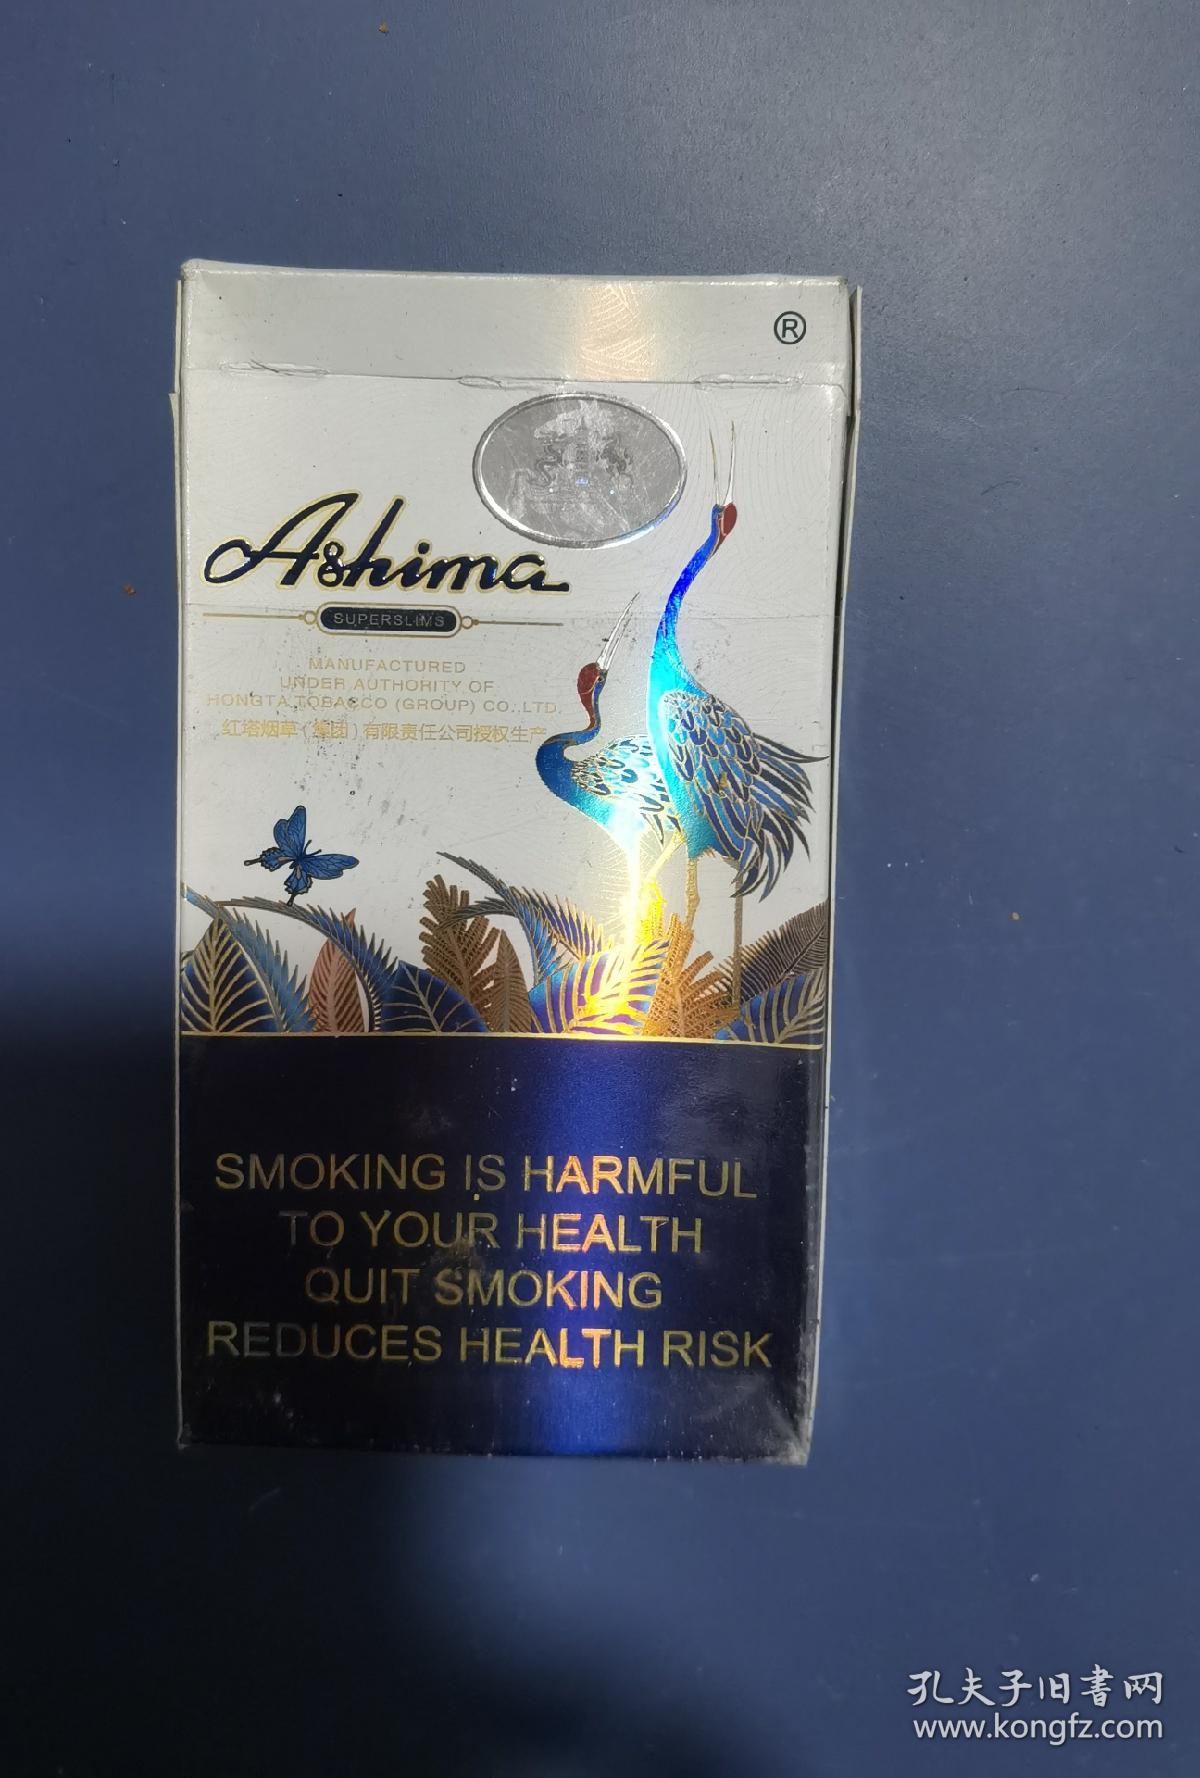 ®
Ashima
SUPERSLIMS
MANUFACTURED
UNDER AUTHORITY OF
HONGTA TOBACCO (GROUP) CO., LTD.
红塔烟草(集团)有限责任公司授权生产
SMOKING IS HARMFUL
TO YOUR HEALTH
QUIT SMOKING
REDUCES HEALTH RISK
孔夫子旧書网
www.kongfz.com